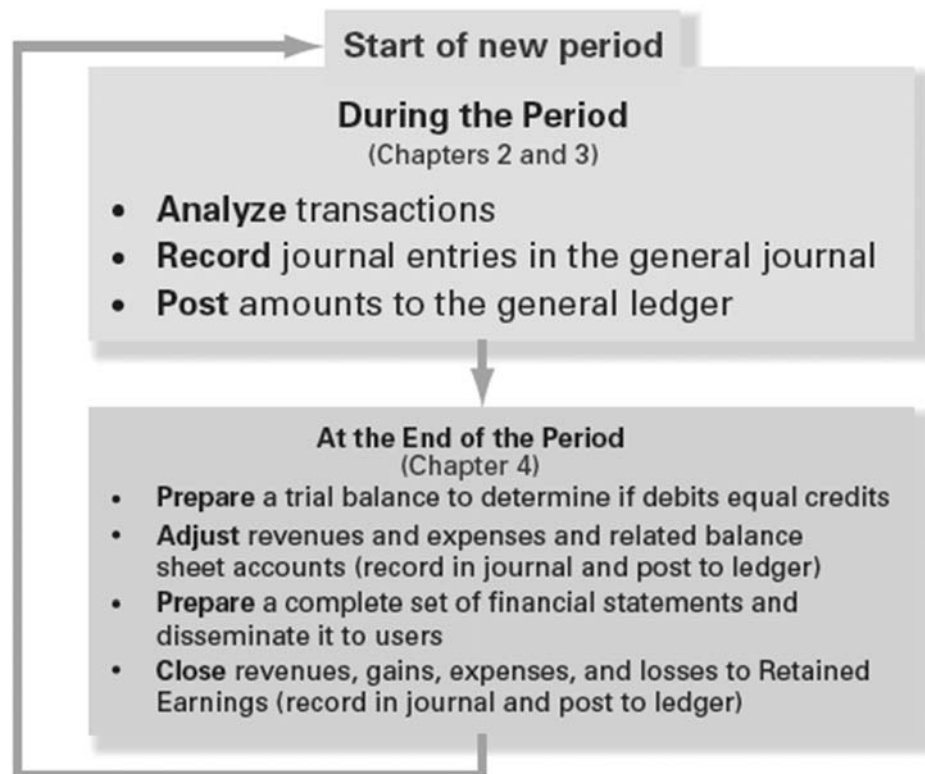 Start of new period
During the Period
(Chapters 2 and 3)
• Analyze transactions
• Record journal entries in the general journal
• Post amounts to the general ledger
At the End of the Period
(Chapter 4)
• Prepare a trial balance to determine if debits equal credits
• Adjust revenues and expenses and related balance
sheet accounts (record in journal and post to ledger)
• Prepare a complete set of financial statements and
disseminate it to users
• Close revenues, gains, expenses, and losses to Retained
Earnings (record in journal and post to ledger)